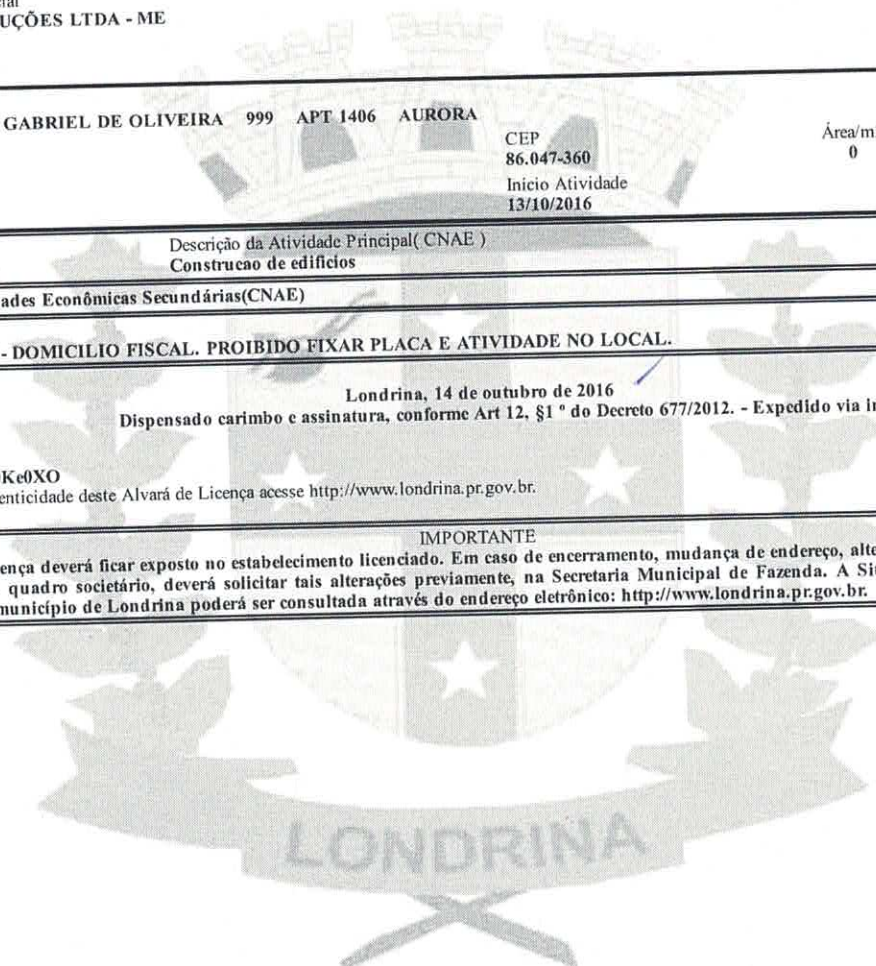 UÇÕES LTDA - ME
GABRIEL DE OLIVEIRA 999 APT 1406 AURORA
CEP
86.047-360
Área/m
0
Inicio Atividade
13/10/2016
Descrição da Atividade Principal( CNAE )
Construcao de edificios
ades Econômicas Secundárias(CNAE)
- DOMICILIO FISCAL. PROIBIDO FIXAR PLACA E ATIVIDADE NO LOCAL.
Londrina, 14 de outubro de 2016
Dispensado carimbo e assinatura, conforme Art 12, §1 º do Decreto 677/2012. - Expedido via in
Ke0XO
enticidade deste Alvará de Licença acesse http://www.londrina.pr.gov.br.
IMPORTANTE
ença deverá ficar exposto no estabelecimento licenciado. Em caso de encerramento, mudança de endereço, alte
quadro societário, deverá solicitar tais alterações previamente, na Secretaria Municipal de Fazenda. A Si
município de Londrina poderá ser consultada através do endereço eletrônico: http://www.londrina.pr.gov.br.
LONDRINA